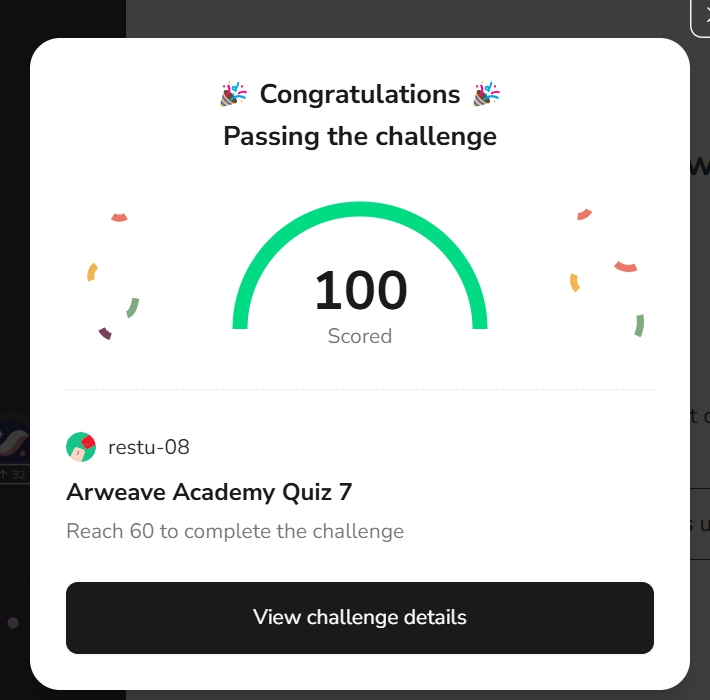 Congratulations
Passing the challenge
100
Scored
restu-08
Arweave Academy Quiz 7
Reach 60 to complete the challenge
View challenge details
32